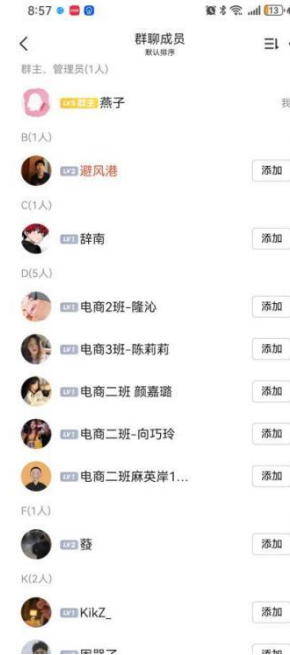 8:57
13
群聊成员
默认排序
群主、管理员(1人)
LV5 群主 燕子
我
B(1人)
LV2 避风港
添加
C(1人)
LV1 辞南
添加
D(5人)
LV1 电商2班-隆沁
添加
LV1 电商3班-陈莉莉
添加
LV1 电商二班 颜嘉璐
添加
LV1 电商二班-向巧玲
添加
LV1 电商二班麻英岸1...
添加
F(1人)
LV2 蕟
添加
K(2人)
LV1 KikZ_
添加